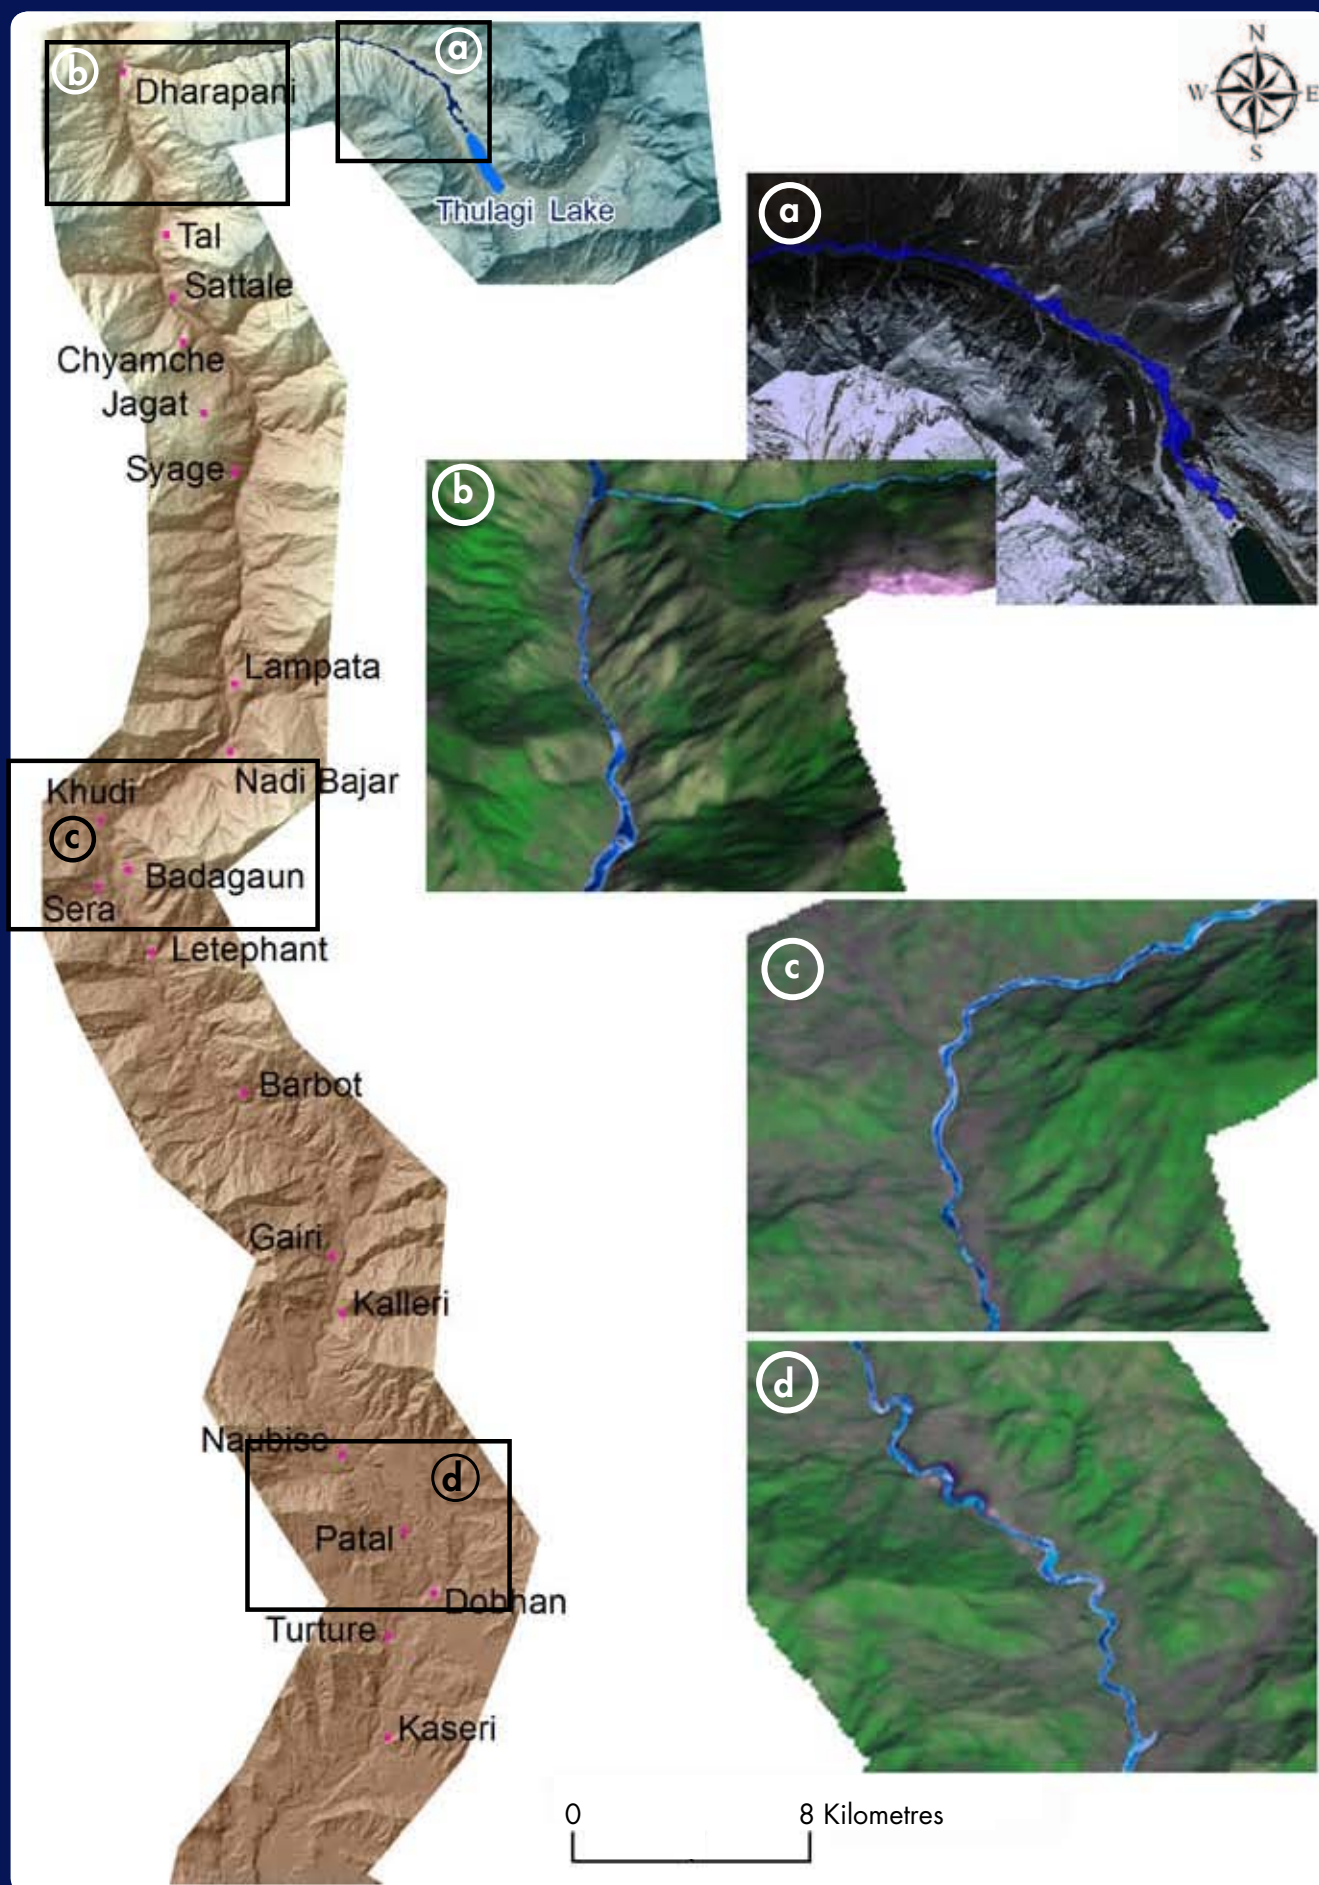 N
W E
S
b
a
Dharapani
Thulagi Lake
a
Tal
Sattale
Chyamche
Jagat
Syage
b
Lampata
Nadi Bajar
Khudi
c
Badagaun
Sera
Letephant
c
Barbot
Gairi
Kalleri
d
Naubise
d
Patal
Dobhan
Turture
Kaseri
0 8 Kilometres